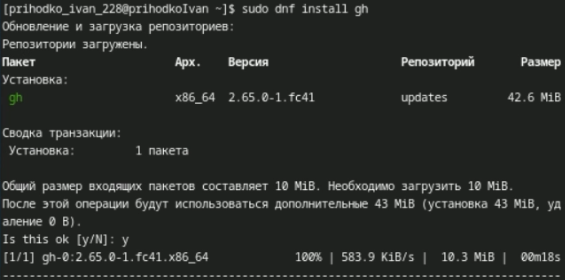 [prihodko_ivan_228@prihodkoIvan ~]$ sudo dnf install gh
Обновление и загрузка репозиториев:
Репозитории загружены.
Пакет Арх. Версия Репозиторий Размер
Установка:
gh x86_64 2.65.0-1.fc41 updates 42.6 MiB
Сводка транзакции:
Установка: 1 пакета
Общий размер входящих пакетов составляет 10 MiB. Необходимо загрузить 10 MiB.
После этой операции будут использоваться дополнительные 43 MiB (установка 43 MiB, уд
аление 0 B).
Is this ok [y/N]: y
[1/1] gh-0:2.65.0-1.fc41.x86_64 100% | 583.9 KiB/s | 10.3 MiB | 00m18s
--------------------------------------------------------------------------------